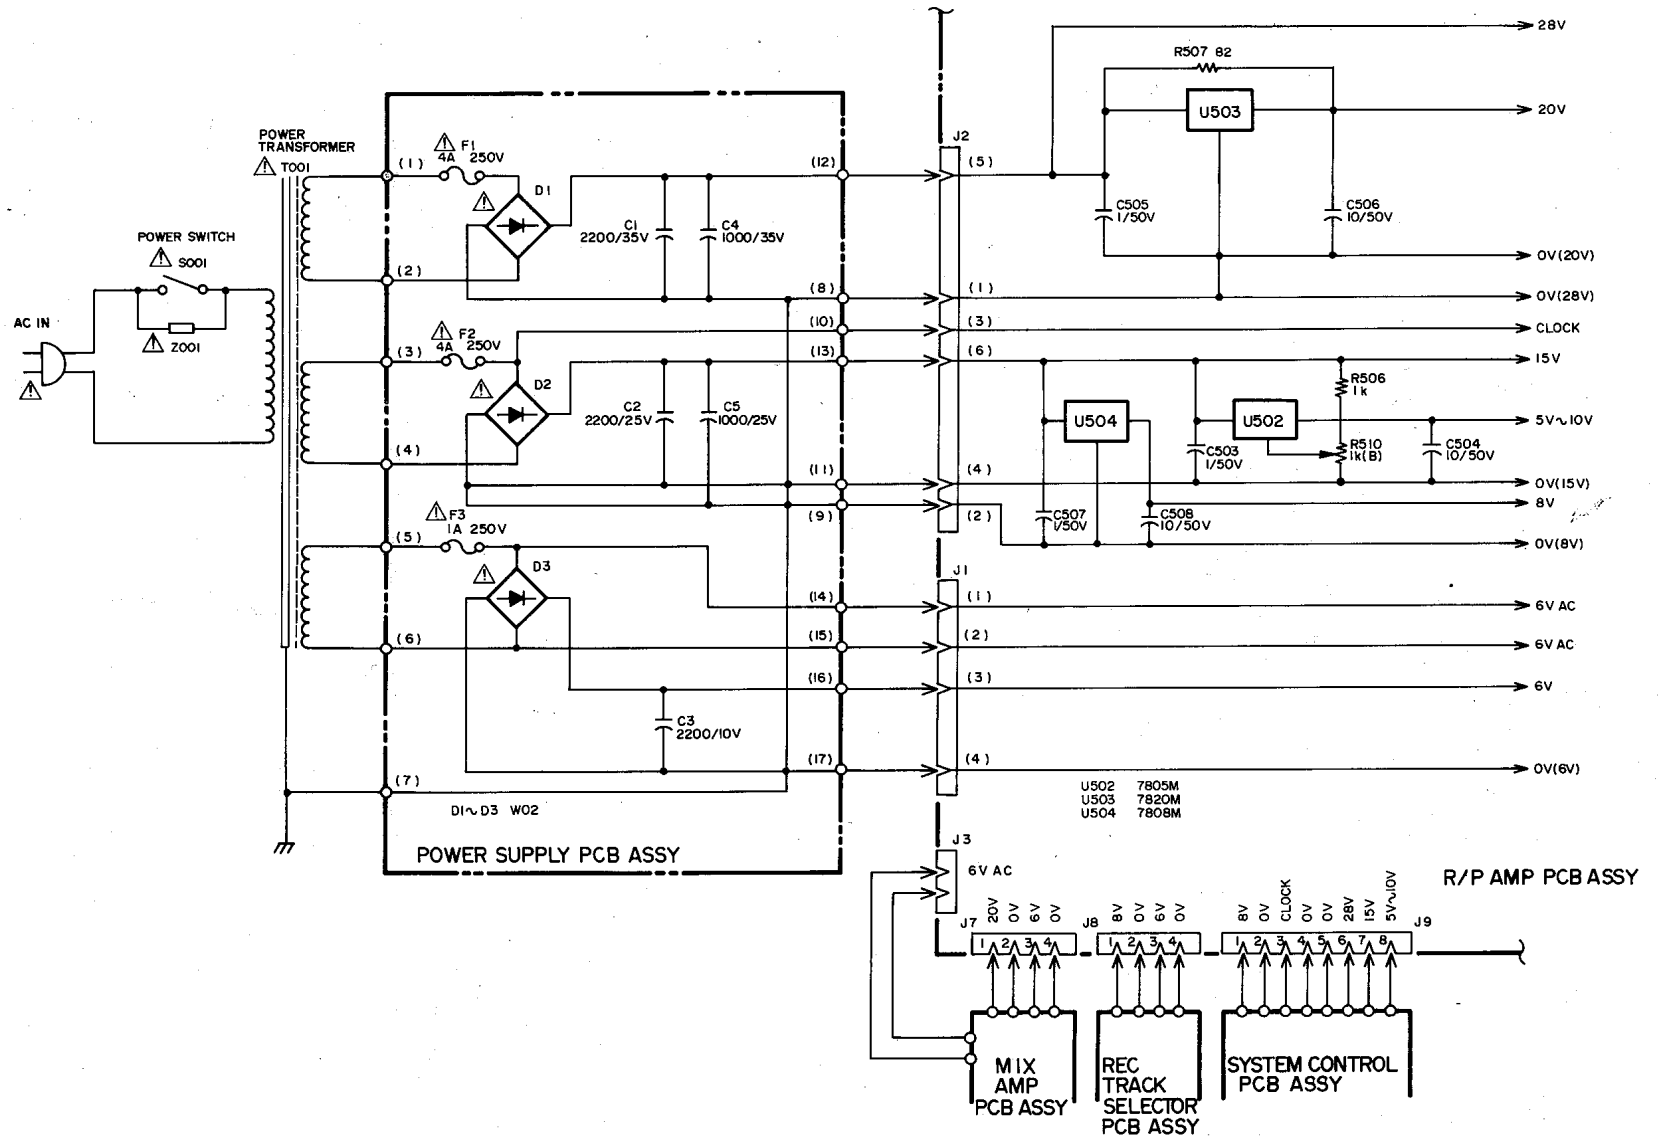 28V
R507 82
U503
20V
POWER
TRANSFORMER
T001
(1)
F1
4A 250V
D1
(12)
J2
(5)
C1
2200/35V
C4
1000/35V
C505
1/50V
C506
10/50V
POWER SWITCH
S001
(2)
0V(20V)
(8)
(1)
0V(28V)
(10)
(3)
CLOCK
AC IN
Z001
(3)
F2
4A 250V
D2
(13)
(6)
15V
R506
1k
C2
2200/25V
C5
1000/25V
U504
U502
5V~10V
(4)
C503
1/50V
R510
1k(B)
C504
10/50V
(11)
(4)
0V(15V)
8V
(9)
(2)
C507
1/50V
C508
10/50V
0V(8V)
(5)
F3
1A 250V
D3
J1
(14)
(1)
6V AC
(6)
(15)
(2)
6V AC
(16)
(3)
6V
C3
2200/10V
(17)
(4)
0V(6V)
(7)
D1~D3 W02
U502 7805M
U503 7820M
U504 7808M
POWER SUPPLY PCB ASSY
J3
6V AC
R/P AMP PCB ASSY
J7
20V
0V
6V
0V
J8
8V
0V
6V
0V
8V
0V
CLOCK
0V
0V
28V
15V
5V~10V
J9
1 2 3 4
1 2 3 4
1 2 3 4 5 6 7 8
MIX
AMP
PCB ASSY
REC
TRACK
SELECTOR
PCB ASSY
SYSTEM CONTROL
PCB ASSY